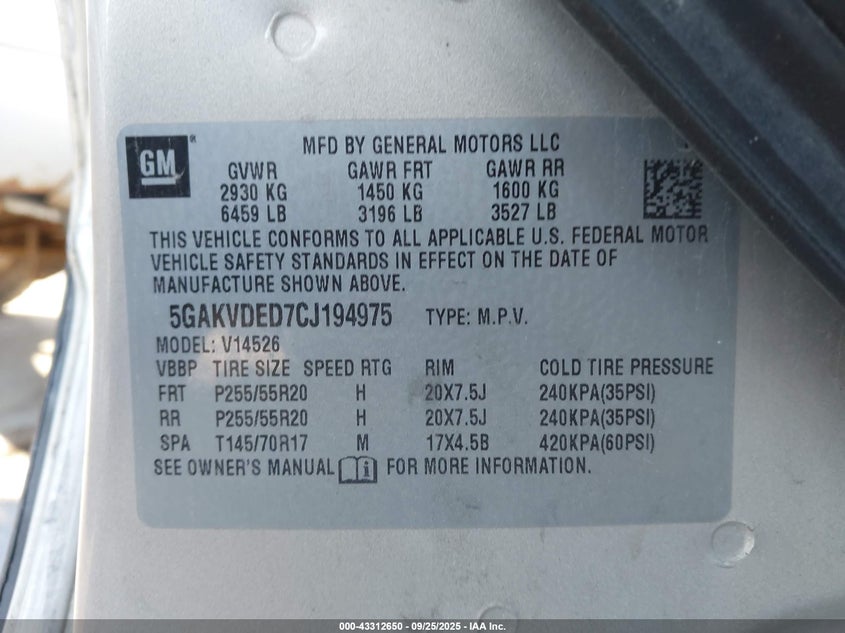 GM
MFD BY GENERAL MOTORS LLC
GVWR GAWR FRT GAWR RR
2930 KG 1450 KG 1600 KG
6459 LB 3196 LB 3527 LB
THIS VEHICLE CONFORMS TO ALL APPLICABLE U.S. FEDERAL MOTOR
VEHICLE SAFETY STANDARDS IN EFFECT ON THE DATE OF
MANUFACTURE SHOWN ABOVE.
5GAKVDED7CJ194975 TYPE: M.P.V.
MODEL: V14526
VBBP TIRE SIZE SPEED RTG RIM COLD TIRE PRESSURE
FRT P255/55R20 H 20X7.5J 240KPA(35PSI)
RR P255/55R20 H 20X7.5J 240KPA(35PSI)
SPA T145/70R17 M 17X4.5B 420KPA(60PSI)
SEE OWNER'S MANUAL FOR MORE INFORMATION.
000-43312650 - 09/25/2025 - IAA Inc.